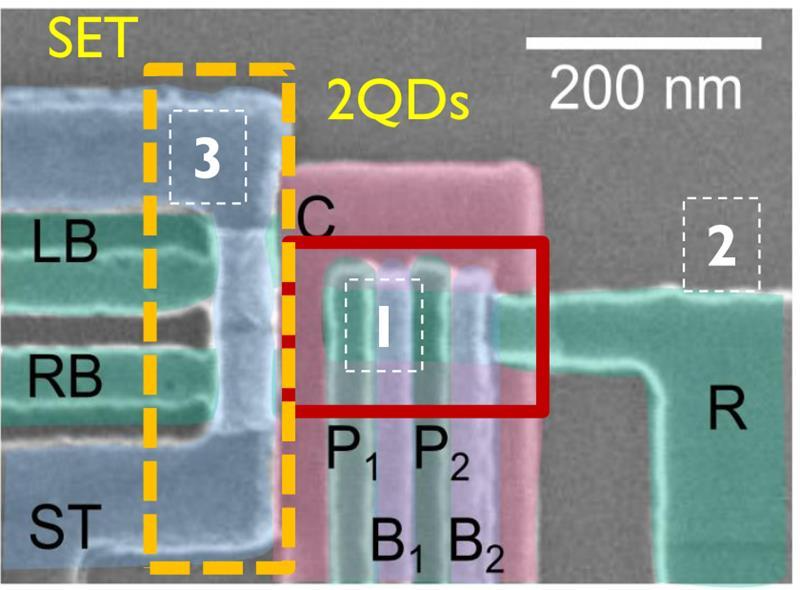 SET
2QDs
200 nm
3
C
LB
2
1
RB
R
P₁ P₂
ST
B₁ B₂